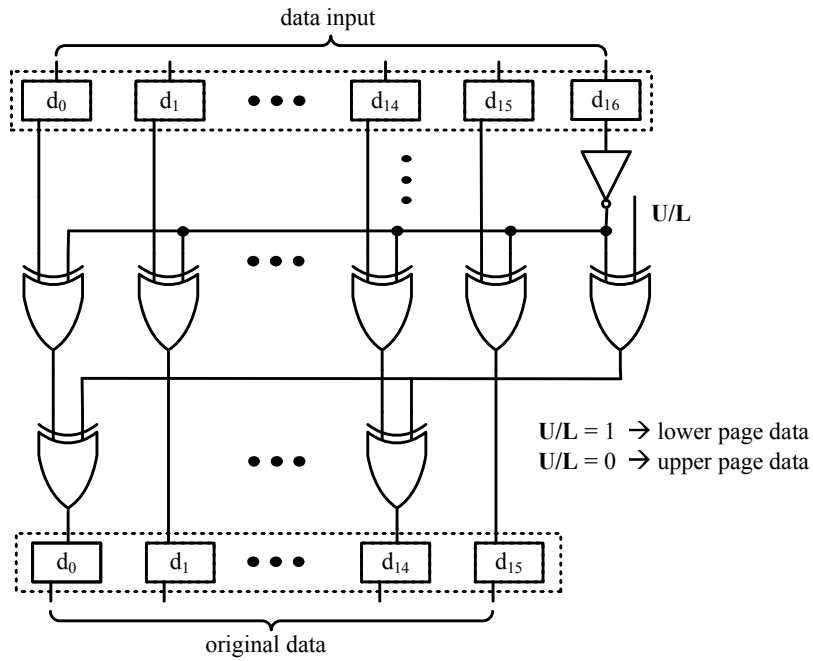 data input
d₀ d₁ ••• d₁₄ d₁₅ d₁₆
U/L
•••
U/L = 1 → lower page data
U/L = 0 → upper page data
•••
d₀ d₁ ••• d₁₄ d₁₅
original data